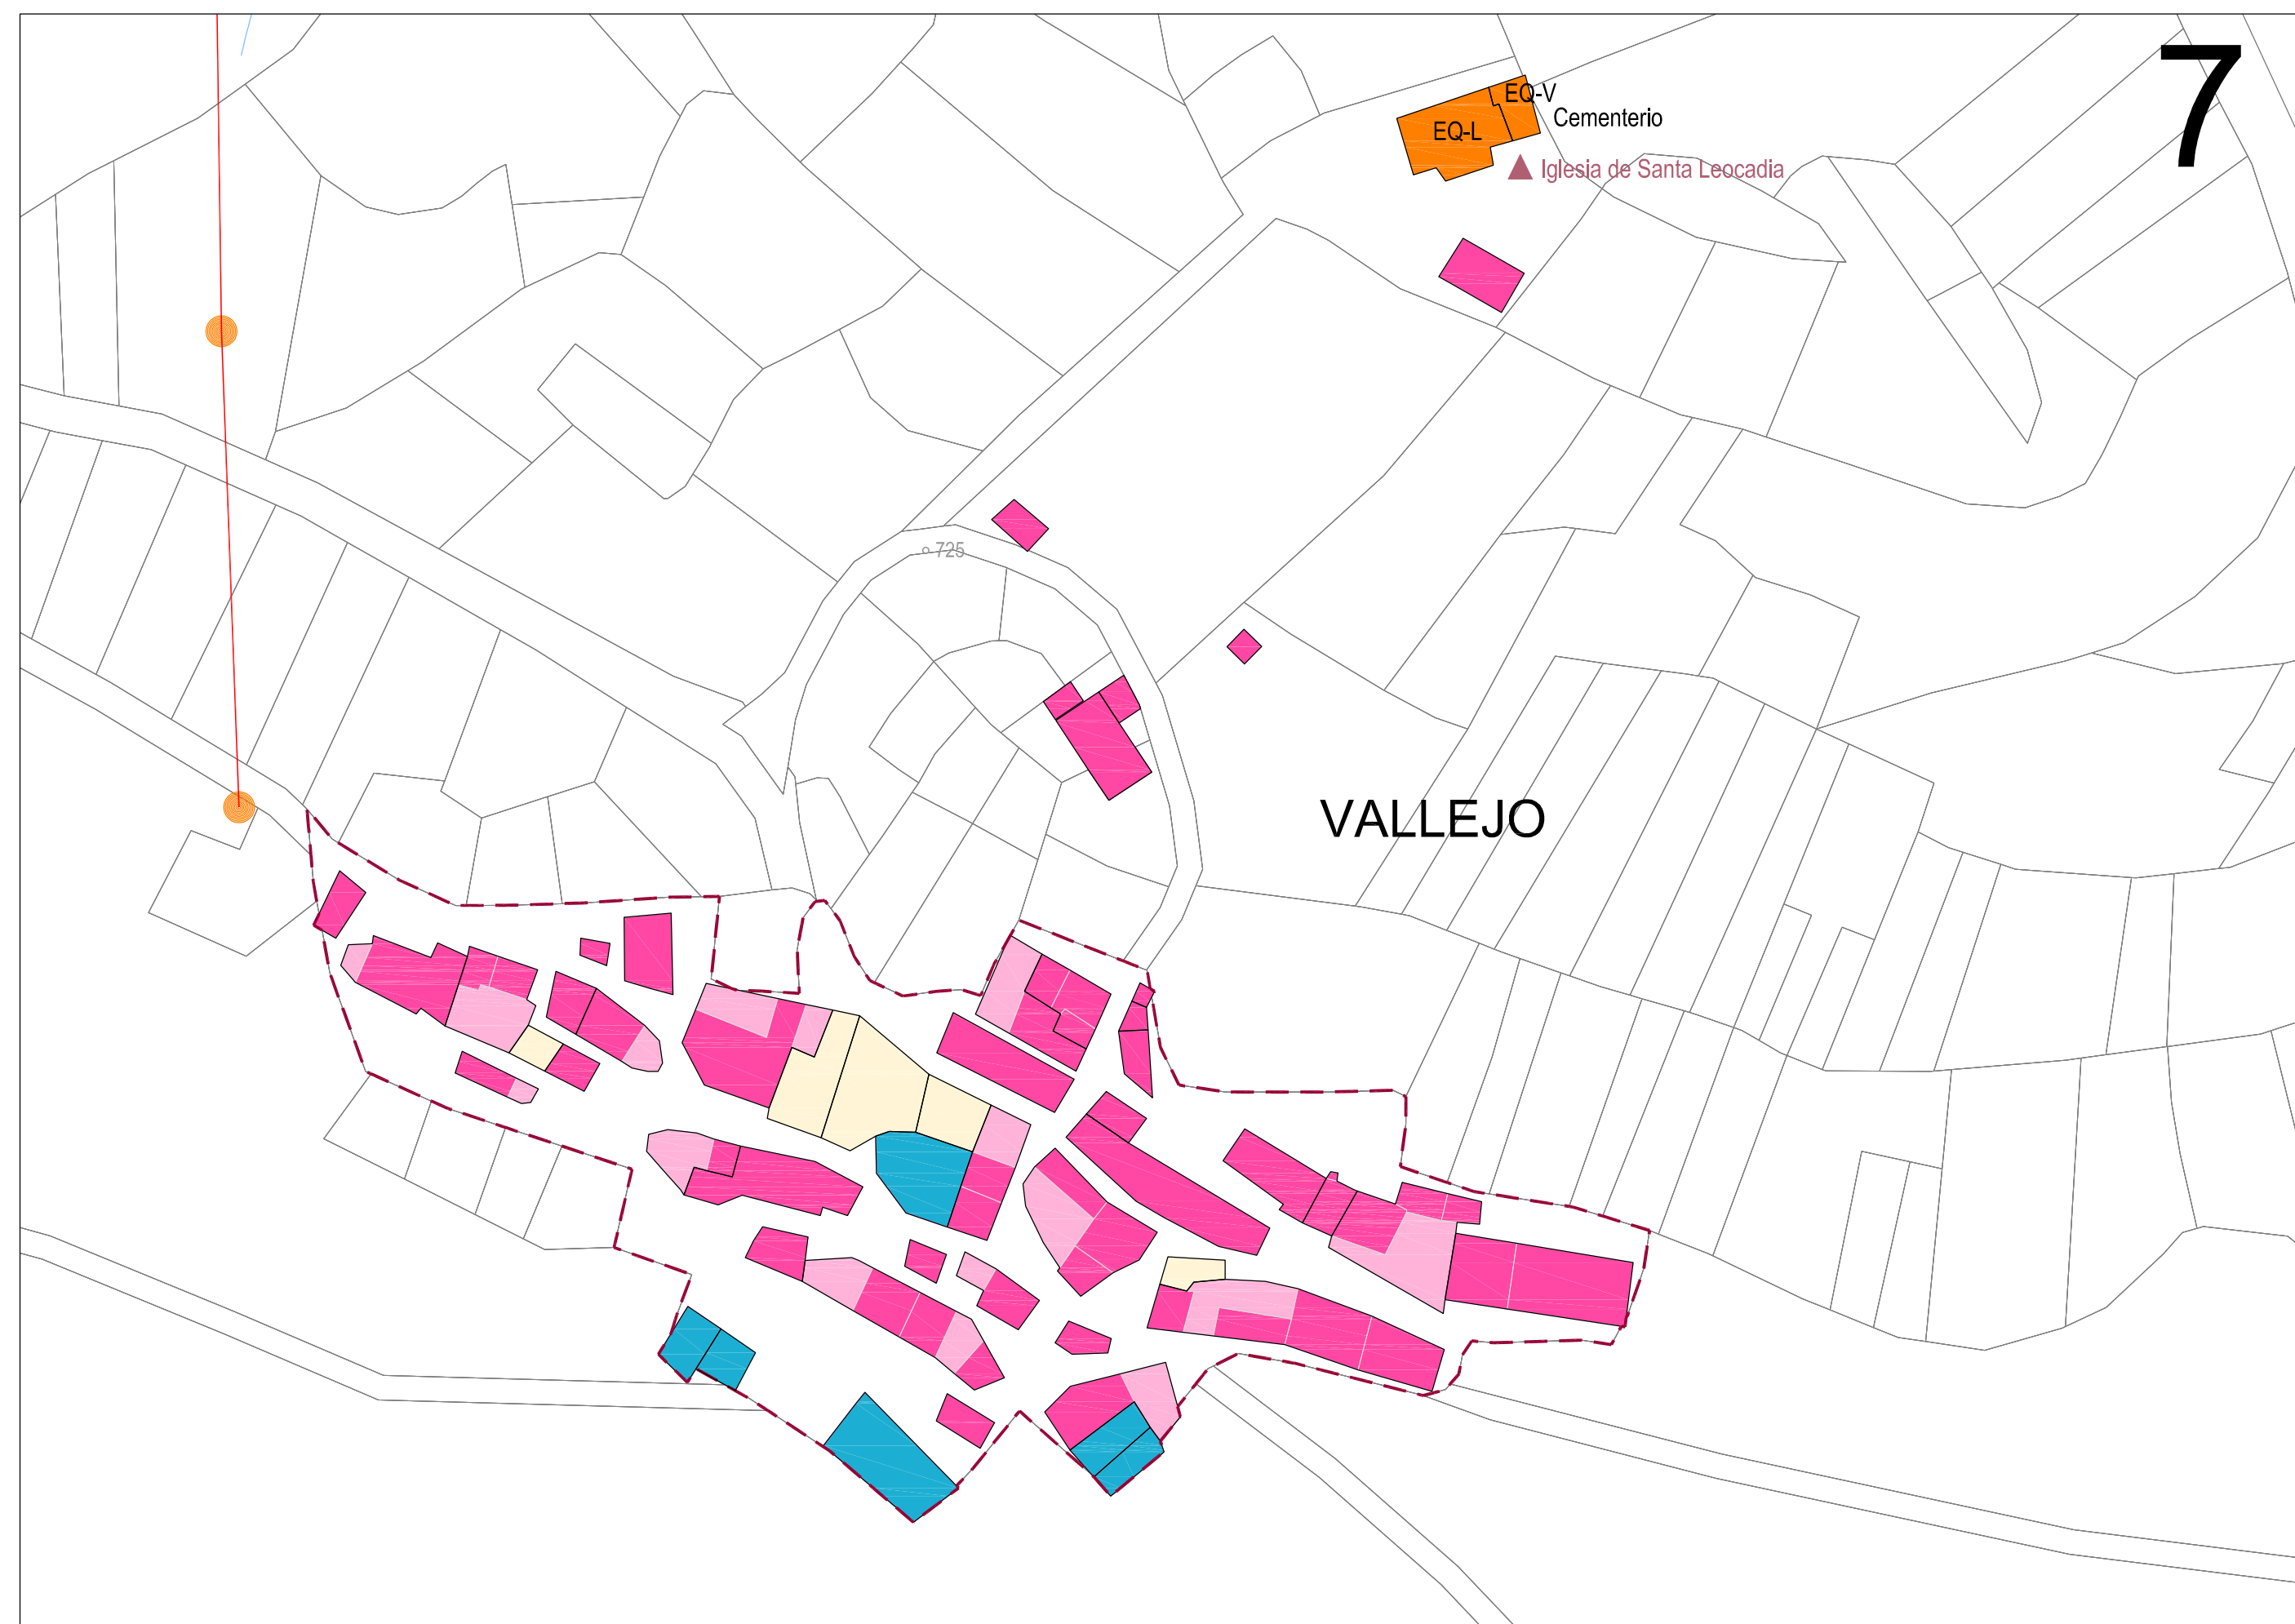 7
EQ-V
Cementerio
EQ-L
Iglesia de Santa Leocadia
725
VALLEJO